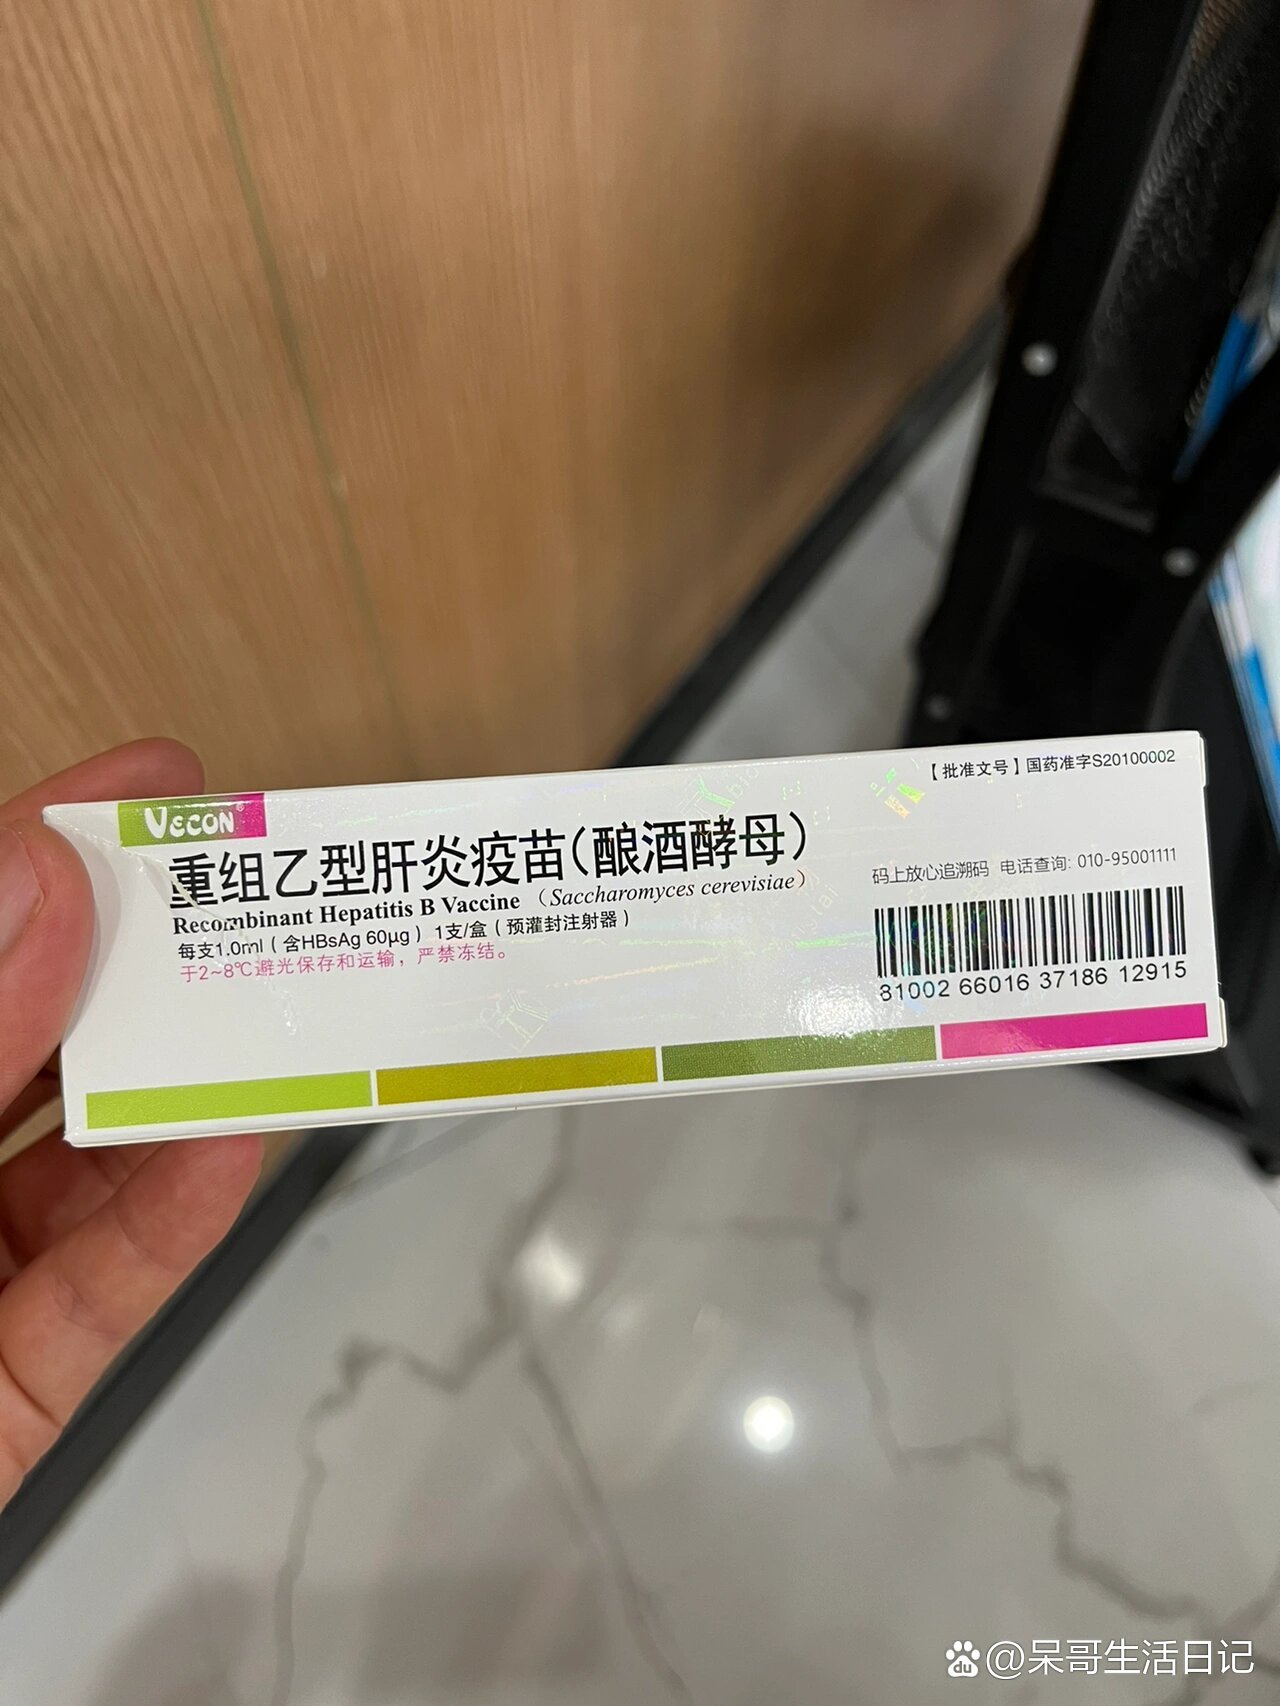 【批准文号】国药准字S20100002
VECON®
重组乙型肝炎疫苗（酿酒酵母）
Recombinant Hepatitis B Vaccine（Saccharomyces cerevisiae）
每支1.0ml（含HBsAg 60μg）1支/盒（预灌封注射器）
于2~8℃避光保存和运输，严禁冻结。
码上放心追溯码 电话查询: 010-95001111
81002 66016 37186 12915
du @呆哥生活日记